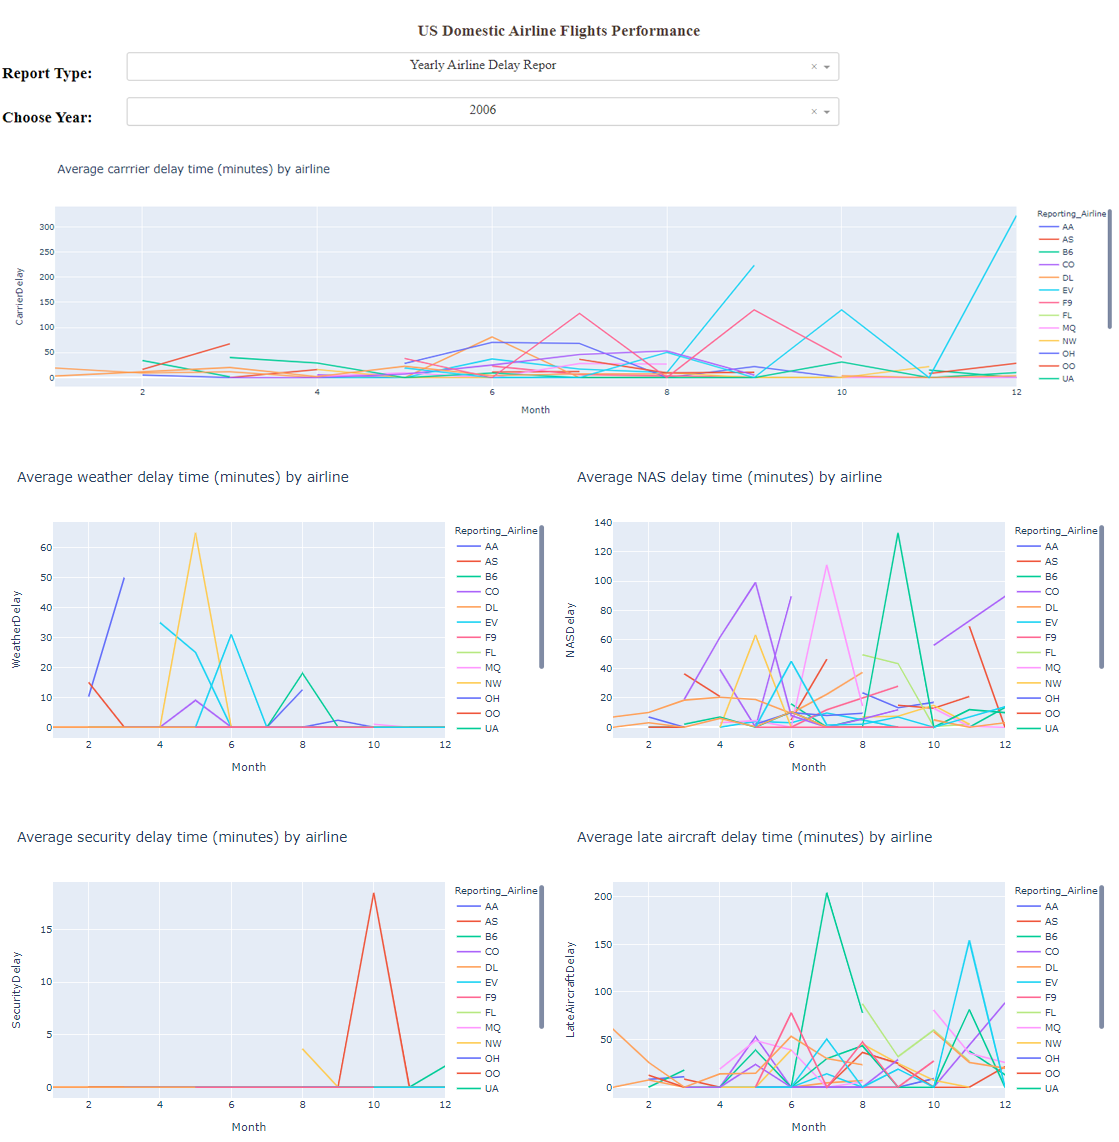 US Domestic Airline Flights Performance
Report Type:
Yearly Airline Delay Repor
×
Choose Year:
2006
×
Average carrrier delay time (minutes) by airline
300
250
200
150
100
50
0
CarrierDelay
2 4 6 8 10 12
Month
Reporting_Airline
AA
AS
B6
CO
DL
EV
F9
FL
MQ
NW
OH
OO
UA
Average weather delay time (minutes) by airline
60
50
40
30
20
10
0
WeatherDelay
2 4 6 8 10 12
Month
Reporting_Airline
AA
AS
B6
CO
DL
EV
F9
FL
MQ
NW
OH
OO
UA
Average NAS delay time (minutes) by airline
140
120
100
80
60
40
20
0
NASDelay
2 4 6 8 10 12
Month
Reporting_Airline
AA
AS
B6
CO
DL
EV
F9
FL
MQ
NW
OH
OO
UA
Average security delay time (minutes) by airline
15
10
5
0
SecurityDelay
2 4 6 8 10 12
Month
Reporting_Airline
AA
AS
B6
CO
DL
EV
F9
FL
MQ
NW
OH
OO
UA
Average late aircraft delay time (minutes) by airline
200
150
100
50
0
LateAircraftDelay
2 4 6 8 10 12
Month
Reporting_Airline
AA
AS
B6
CO
DL
EV
F9
FL
MQ
NW
OH
OO
UA